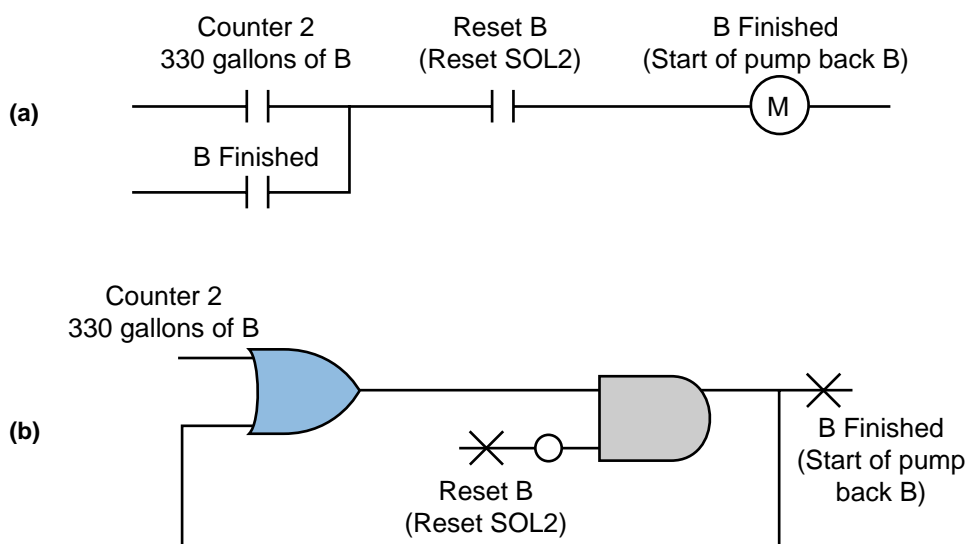 Counter 2
330 gallons of B
Reset B
(Reset SOL2)
B Finished
(Start of pump back B)
(a)
M
B Finished
Counter 2
330 gallons of B
(b)
B Finished
(Start of pump
back B)
Reset B
(Reset SOL2)